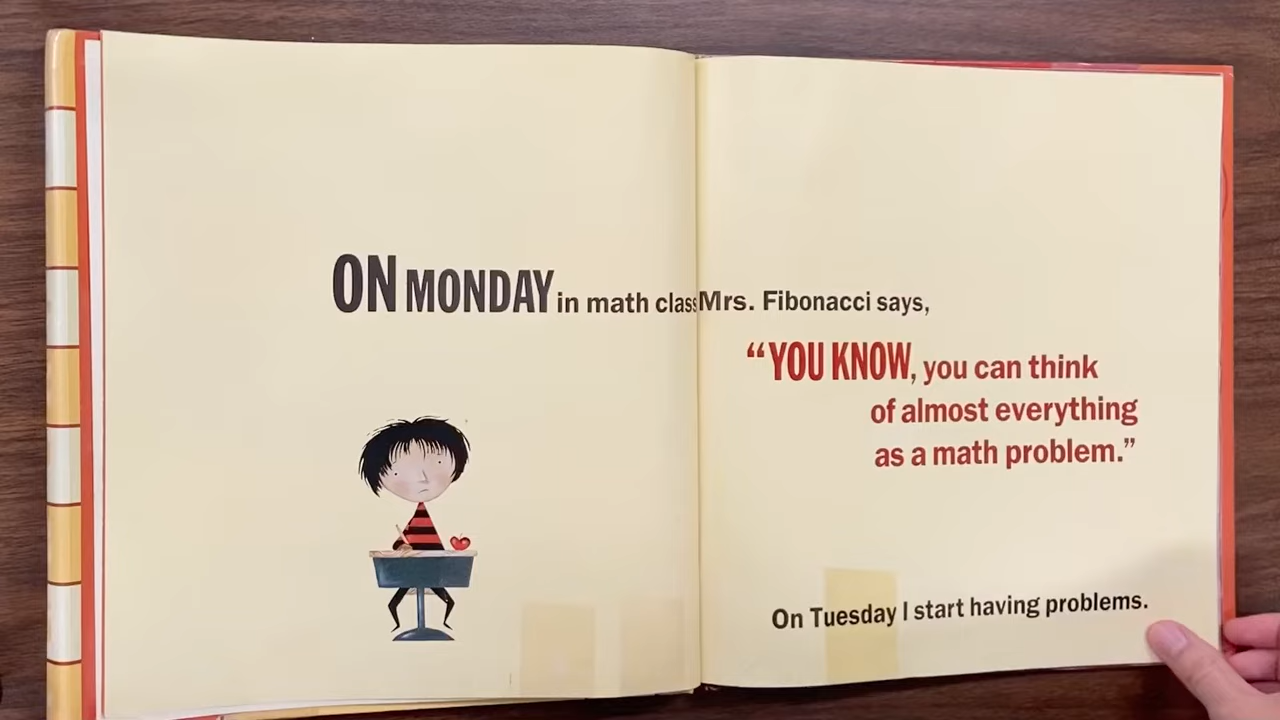 ON MONDAY in math class Mrs. Fibonacci says,
“YOU KNOW, you can think
of almost everything
as a math problem.”
On Tuesday I start having problems.